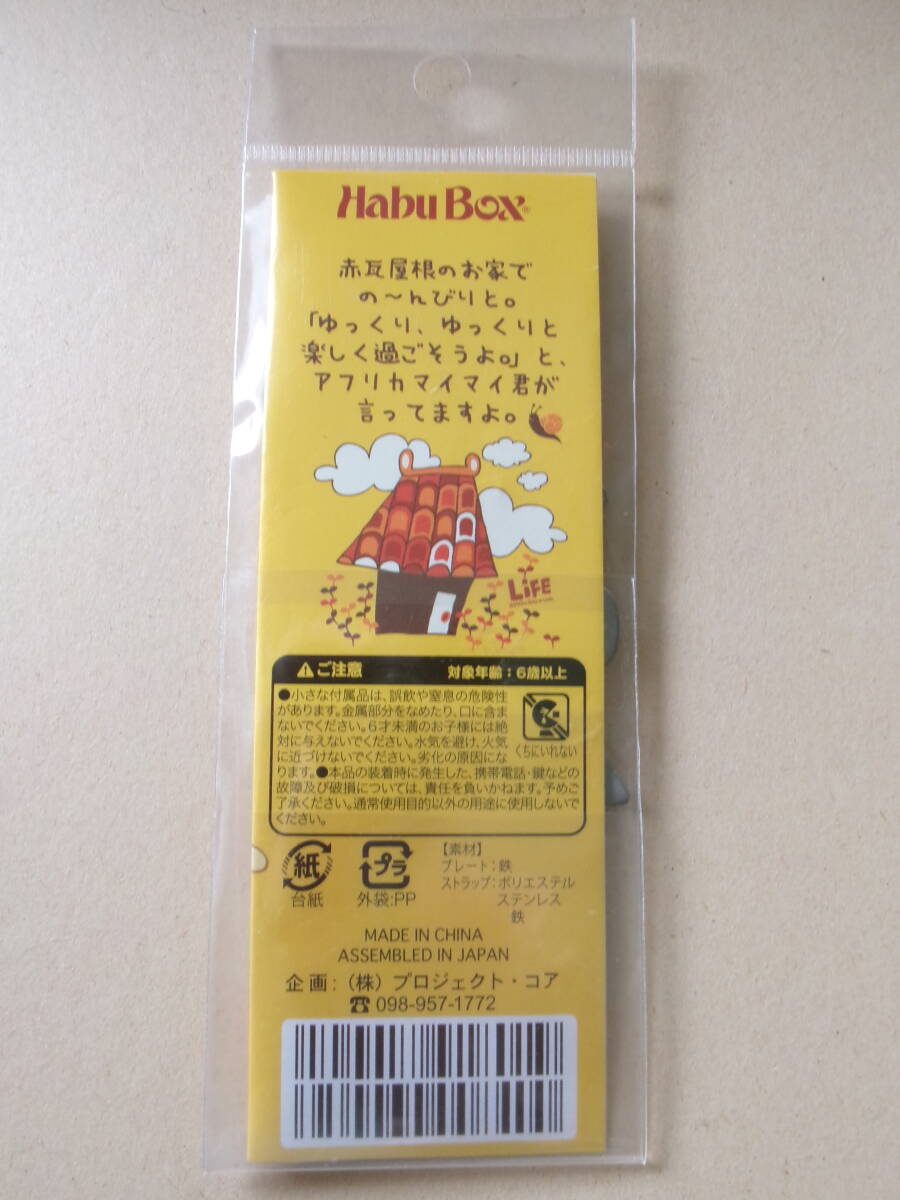 Habu Box®
赤瓦屋根のお家で
の〜んびりと。
「ゆっくり、ゆっくりと
楽しく過ごそうよ。」と、
アフリカマイマイ君が
言ってますよ。
LiFE
⚠ご注意 対象年齢：6歳以上
●小さな付属品は、誤飲や窒息の危険性
があります。金属部分をなめたり、口に含ま
ないでください。6才未満のお子様には絶
対に与えないでください。水気を避け、火気
に近づけないでください。劣化の原因にな
ります。●本品の装着時に発生した、携帯電話・鍵などの
故障及び破損については、責任を負いかねます。予めご
了承ください。通常使用目的以外の用途に使用しないで
ください。
くちにいれない
紙
台紙
プラ
外袋:PP
【素材】
プレート：鉄
ストラップ：ポリエステル
ステンレス
鉄
MADE IN CHINA
ASSEMBLED IN JAPAN
企画：（株）プロジェクト・コア
☎ 098-957-1772